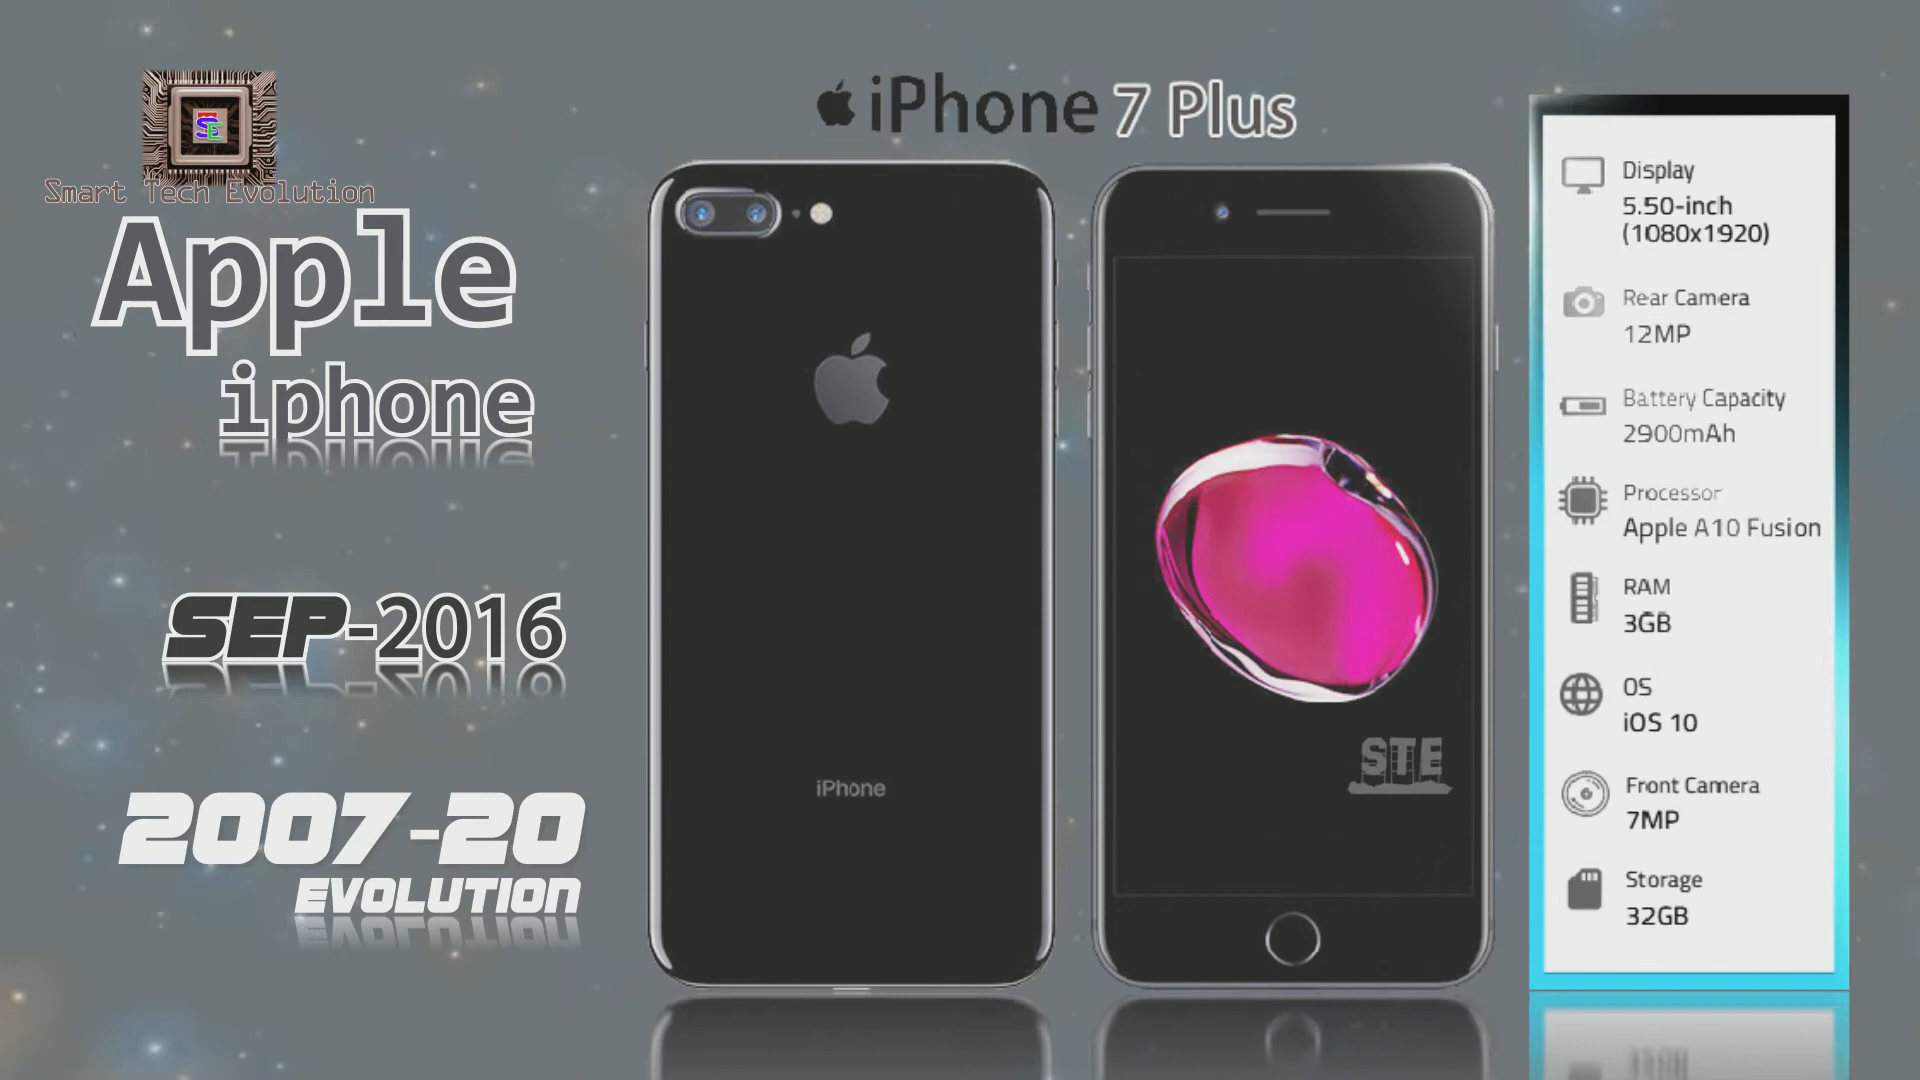 Smart Tech Evolution
Apple
iphone
SEP-2016
2007-20
EVOLUTION
iPhone 7 Plus
iPhone
STE
Display
5.50-inch
(1080x1920)
Rear Camera
12MP
Battery Capacity
2900mAh
Processor
Apple A10 Fusion
RAM
3GB
OS
iOS 10
Front Camera
7MP
Storage
32GB